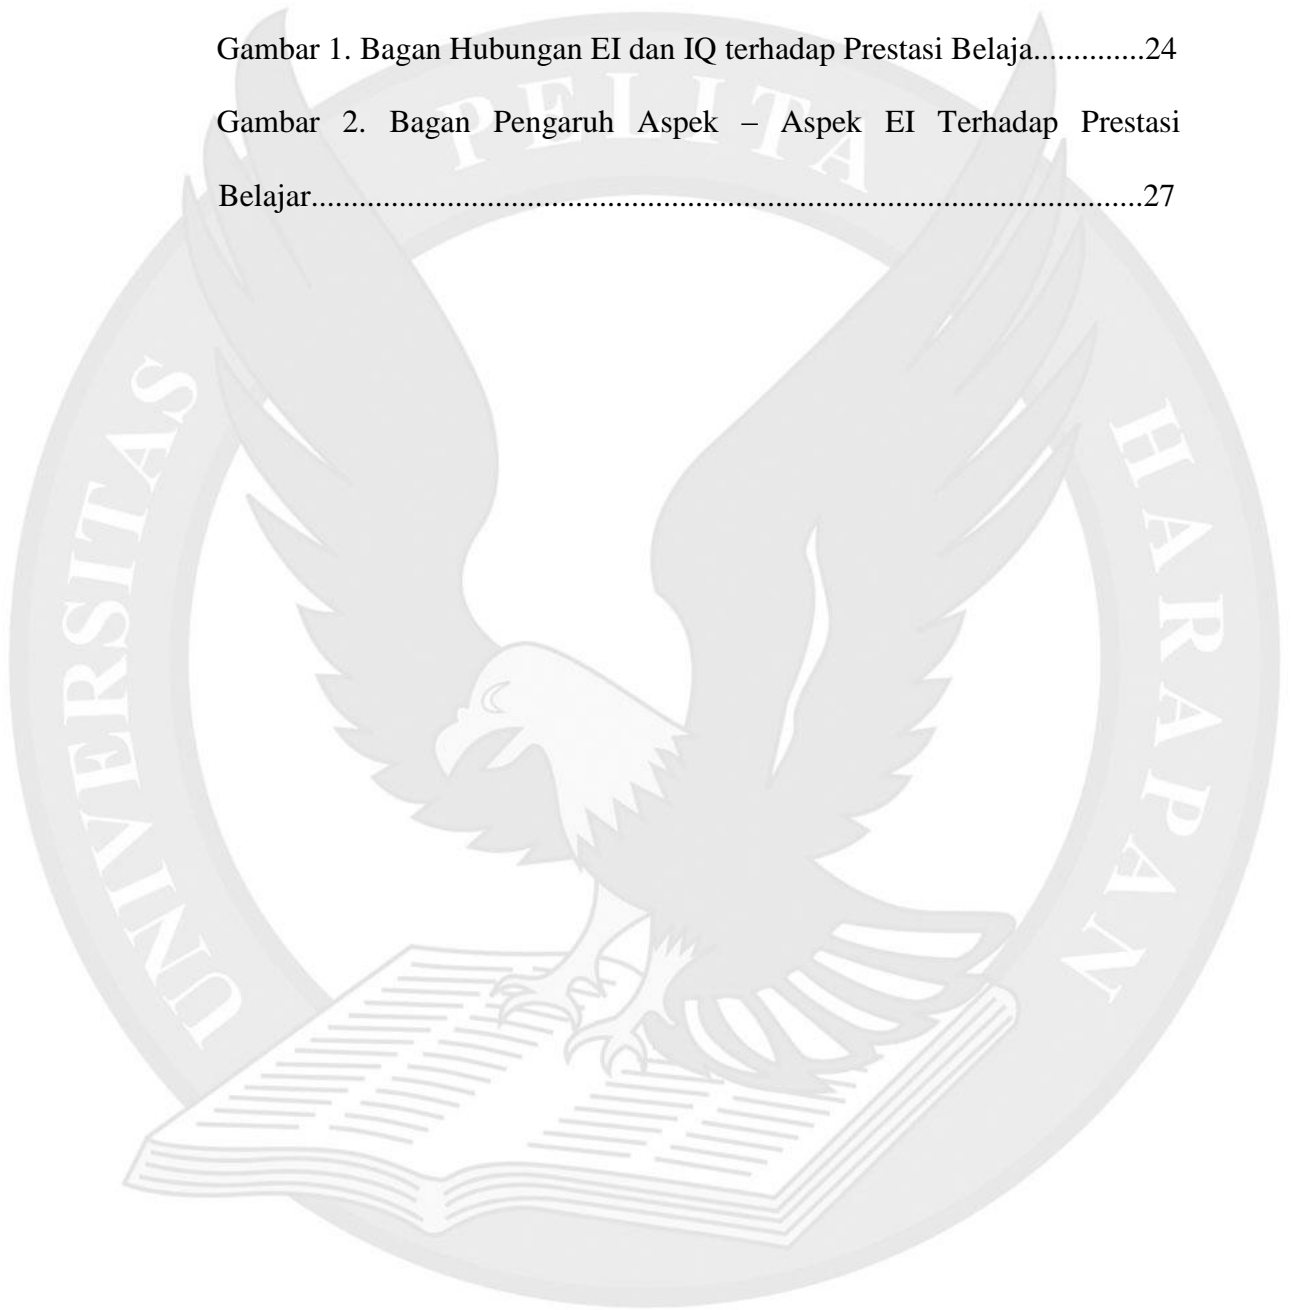 Gambar 1. Bagan Hubungan EI dan IQ terhadap Prestasi Belaja..............24
Gambar 2. Bagan Pengaruh Aspek – Aspek EI Terhadap Prestasi
Belajar.........................................................................................................27
UNIVERSITAS PELITA HARAPAN